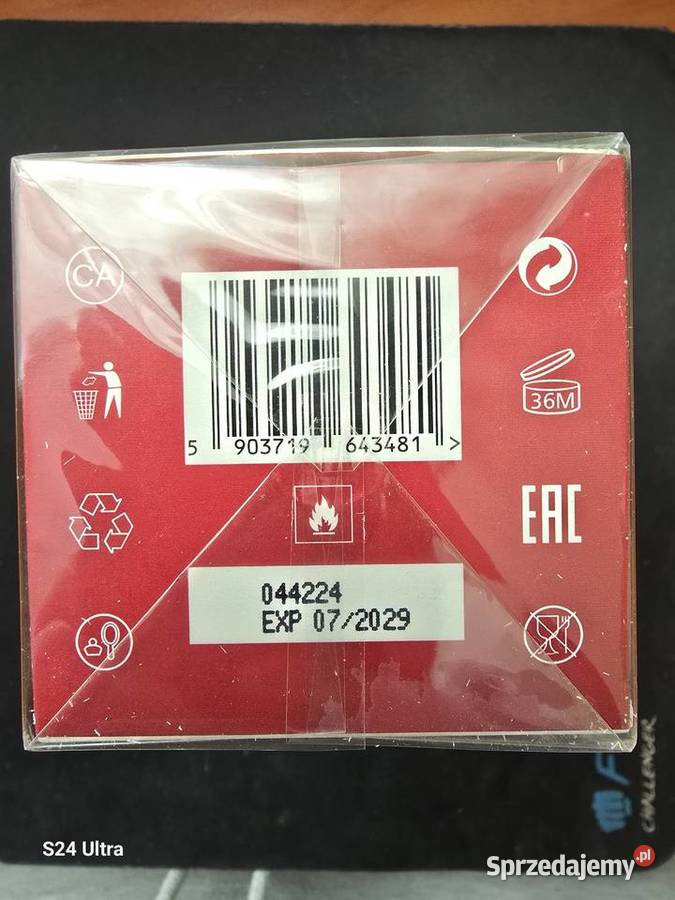 CA
36M
5 903719 643481 >
EAC
044224
EXP 07/2029
CHALLENGER
S24 Ultra
Sprzedajemy.pl